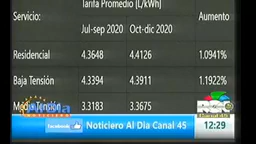 Tarifa Promedio (L/kWh)
Servicio: Jul-sep 2020 Oct-dic 2020 Aumento
Residencial 4.3648 4.4126 1.0941%
Baja Tensión 4.3394 4.3911 1.1922%
Media Tensión 3.3183 3.3675
Noticiero Al Dia Canal 45
12:29